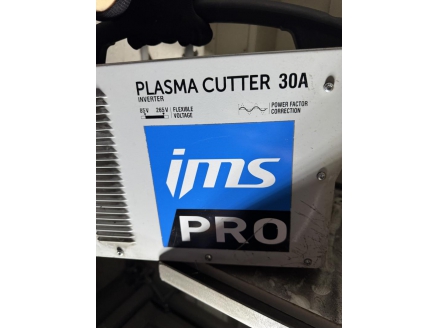 PLASMA CUTTER 30A
INVERTER
85V 265V FLEXIBLE VOLTAGE
POWER FACTOR CORRECTION
ims
PRO